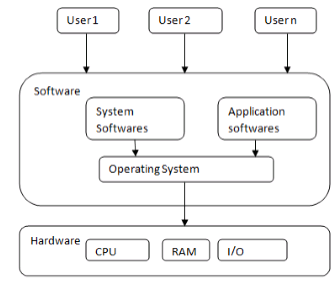 User1
User2
User n
Software
System
Softwares
Application
softwares
Operating System
Hardware
CPU
RAM
I/O